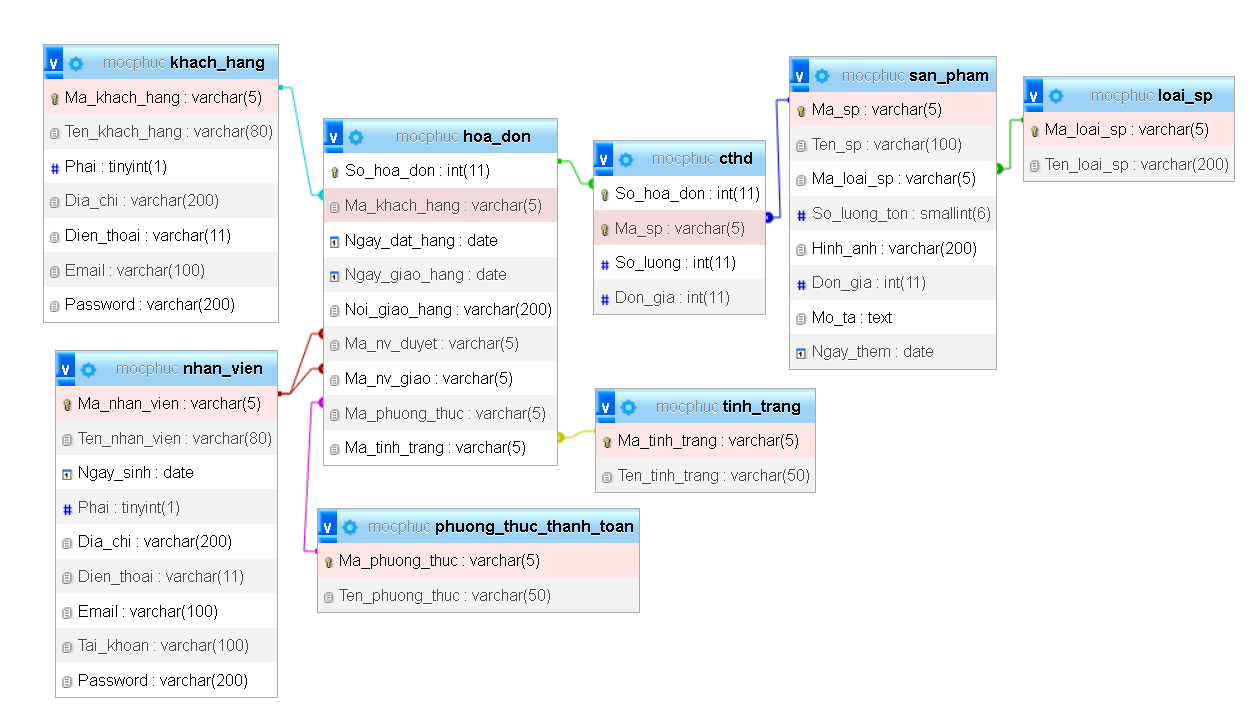 mocphuc khach_hang
Ma_khach_hang : varchar(5)
Ten_khach_hang : varchar(80)
# Phai : tinyint(1)
Dia_chi : varchar(200)
Dien_thoai : varchar(11)
Email : varchar(100)
Password : varchar(200)
mocphuc nhan_vien
Ma_nhan_vien : varchar(5)
Ten_nhan_vien : varchar(80)
Ngay_sinh : date
# Phai : tinyint(1)
Dia_chi : varchar(200)
Dien_thoai : varchar(11)
Email : varchar(100)
Tai_khoan : varchar(100)
Password : varchar(200)
mocphuc hoa_don
So_hoa_don : int(11)
Ma_khach_hang : varchar(5)
Ngay_dat_hang : date
Ngay_giao_hang : date
Noi_giao_hang : varchar(200)
Ma_nv_duyet : varchar(5)
Ma_nv_giao : varchar(5)
Ma_phuong_thuc : varchar(5)
Ma_tinh_trang : varchar(5)
mocphuc phuong_thuc_thanh_toan
Ma_phuong_thuc : varchar(5)
Ten_phuong_thuc : varchar(50)
mocphuc cthd
So_hoa_don : int(11)
Ma_sp : varchar(5)
# So_luong : int(11)
# Don_gia : int(11)
mocphuc tinh_trang
Ma_tinh_trang : varchar(5)
Ten_tinh_trang : varchar(50)
mocphuc san_pham
Ma_sp : varchar(5)
Ten_sp : varchar(100)
Ma_loai_sp : varchar(5)
# So_luong_ton : smallint(6)
Hinh_anh : varchar(200)
# Don_gia : int(11)
Mo_ta : text
Ngay_them : date
mocphuc loai_sp
Ma_loai_sp : varchar(5)
Ten_loai_sp : varchar(200)